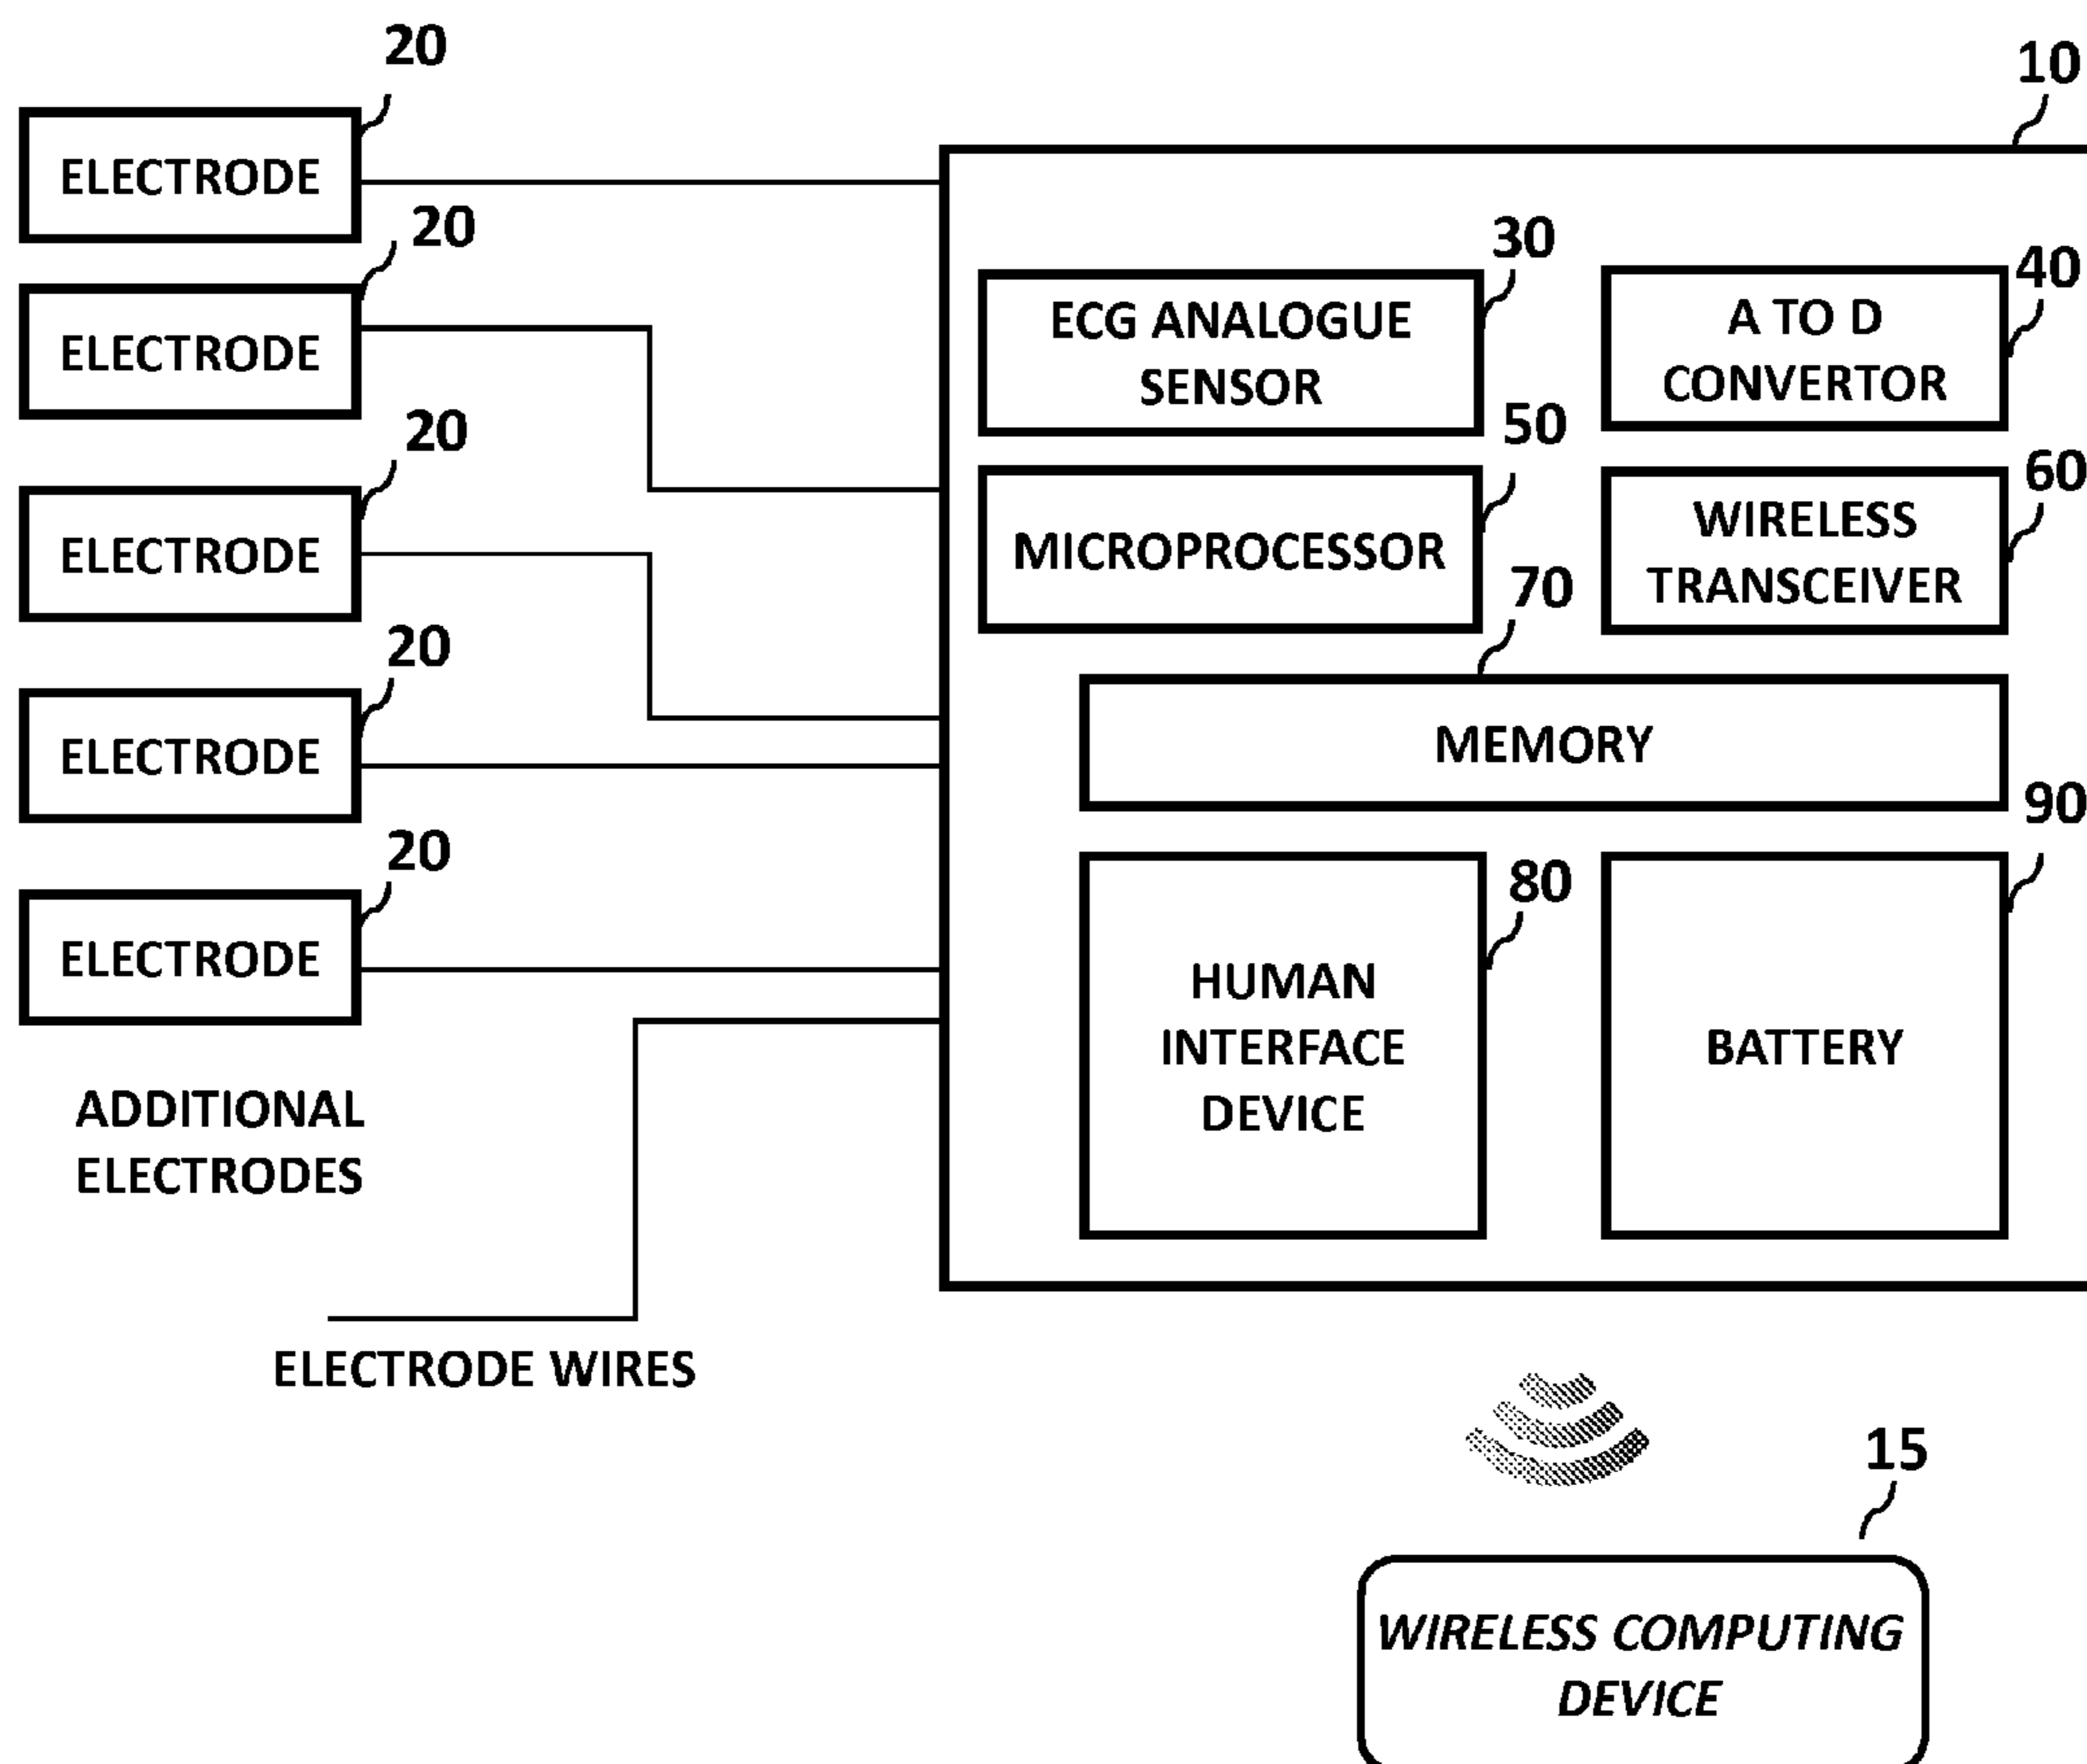 20
10
ELECTRODE
20
30
40
ECG ANALOGUE
SENSOR
A TO D
CONVERTOR
ELECTRODE
20
50
60
ELECTRODE
MICROPROCESSOR
WIRELESS
TRANSCEIVER
70
20
ELECTRODE
MEMORY
90
20
80
ELECTRODE
HUMAN
INTERFACE
DEVICE
BATTERY
ADDITIONAL
ELECTRODES
ELECTRODE WIRES
15
WIRELESS COMPUTING
DEVICE